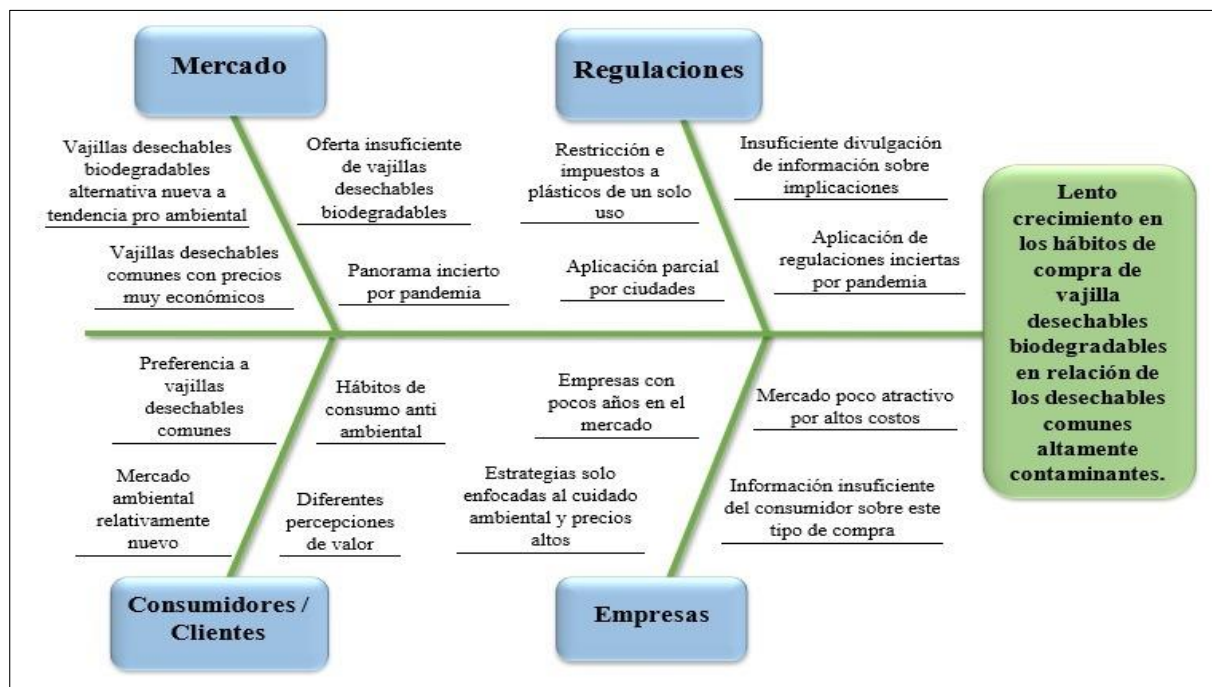 Mercado
Regulaciones
Vajillas desechables
biodegradables
alternativa nueva a
tendencia pro ambiental
Oferta insuficiente
de vajillas
desechables
biodegradables
Vajillas desechables
comunes con precios
muy económicos
Panorama incierto
por pandemia
Restricción e
impuestos a
plásticos de un solo
uso
Insuficiente divulgación
de información sobre
implicaciones
Aplicación parcial
por ciudades
Aplicación de
regulaciones inciertas
por pandemia
Lento
crecimiento en
los hábitos de
compra de
vajilla
desechables
biodegradables
en relación de
los desechables
comunes
altamente
contaminantes.
Preferencia a
vajillas
desechables
comunes
Hábitos de
consumo anti
ambiental
Mercado
ambiental
relativamente
nuevo
Diferentes
percepciones
de valor
Empresas con
pocos años en el
mercado
Mercado poco atractivo
por altos costos
Estrategias solo
enfocadas al cuidado
ambiental y precios
altos
Información insuficiente
del consumidor sobre este
tipo de compra
Consumidores /
Clientes
Empresas